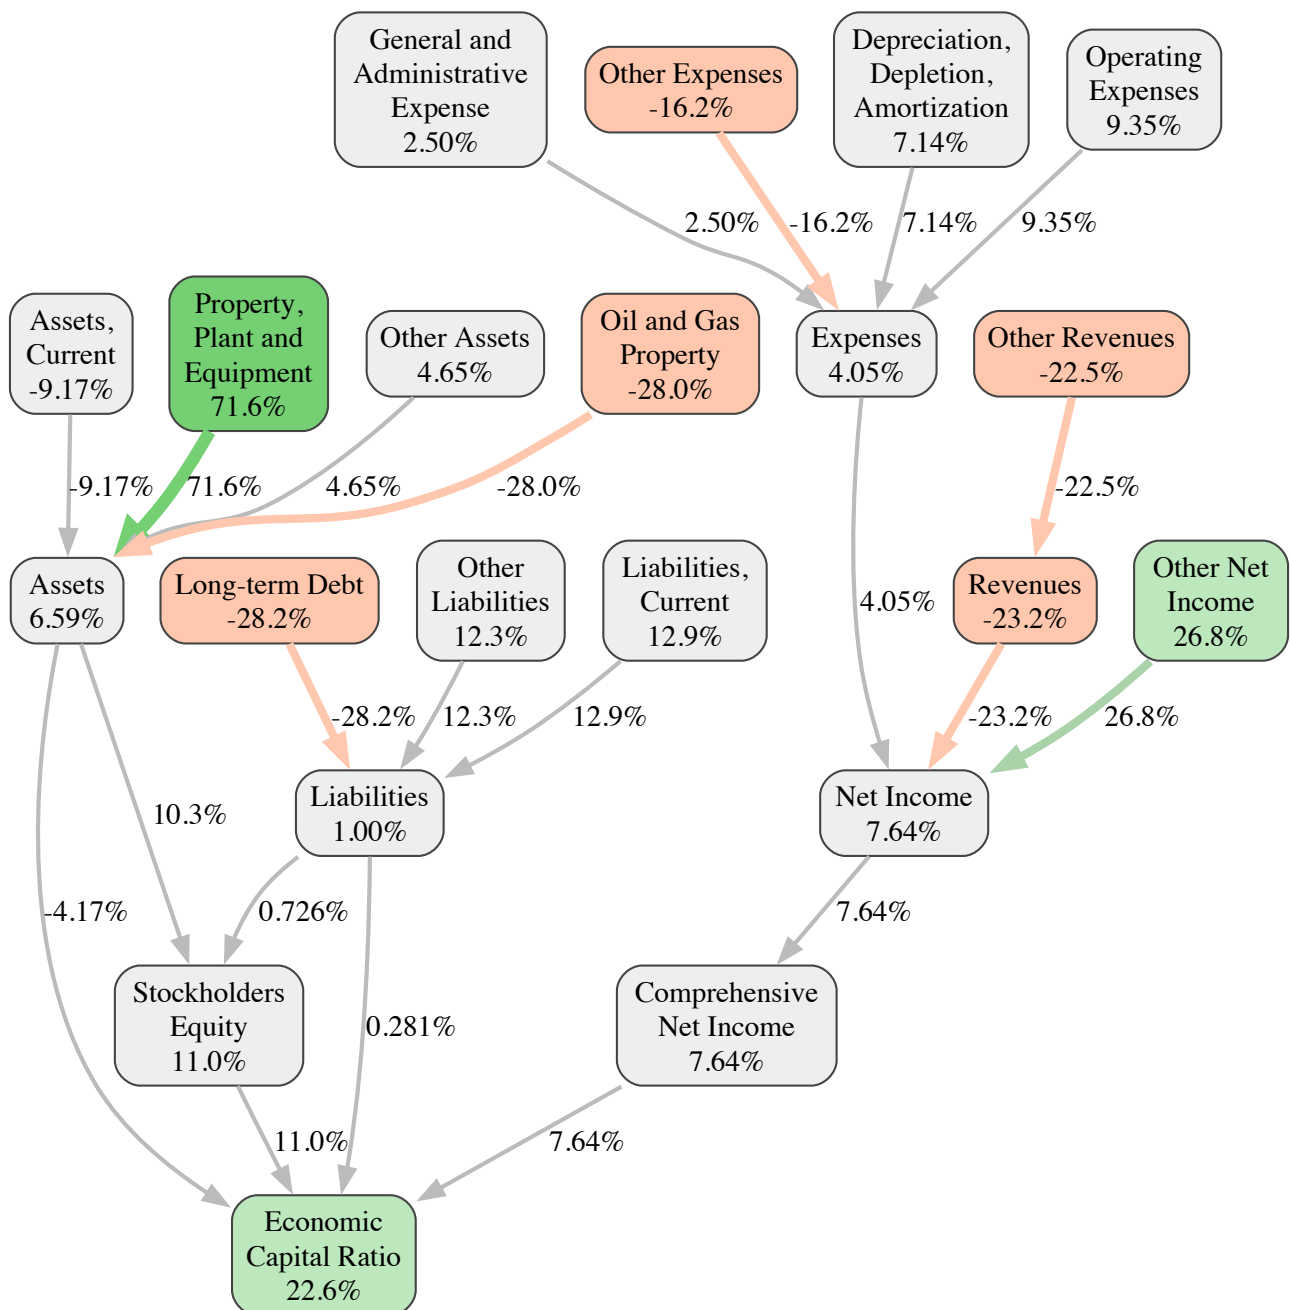 General and
Administrative
Expense
2.50%
Other Expenses
-16.2%
Depreciation,
Depletion,
Amortization
7.14%
Operating
Expenses
9.35%
2.50%
-16.2%
7.14%
9.35%
Assets,
Current
-9.17%
Property,
Plant and
Equipment
71.6%
Other Assets
4.65%
Oil and Gas
Property
-28.0%
Expenses
4.05%
Other Revenues
-22.5%
-9.17%
71.6%
4.65%
-28.0%
-22.5%
Assets
6.59%
Long-term Debt
-28.2%
Other
Liabilities
12.3%
Liabilities,
Current
12.9%
4.05%
Revenues
-23.2%
Other Net
Income
26.8%
-28.2%
12.3%
12.9%
-23.2%
26.8%
10.3%
Liabilities
1.00%
Net Income
7.64%
-4.17%
0.726%
7.64%
Stockholders
Equity
11.0%
0.281%
Comprehensive
Net Income
7.64%
11.0%
7.64%
Economic
Capital Ratio
22.6%